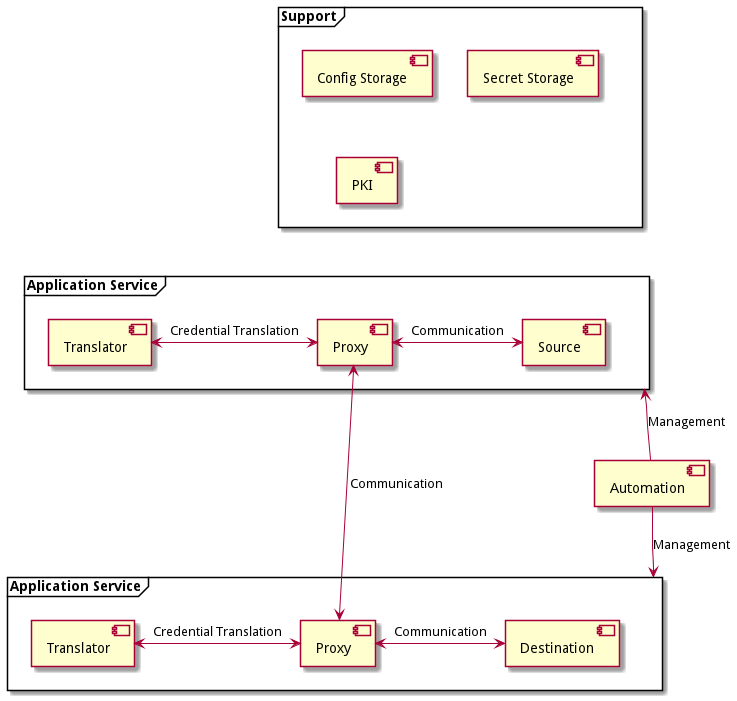 Support
Config Storage
Secret Storage
PKI
Application Service
Translator
Credential Translation
Proxy
Communication
Source
Management
Communication
Automation
Management
Application Service
Translator
Credential Translation
Proxy
Communication
Destination